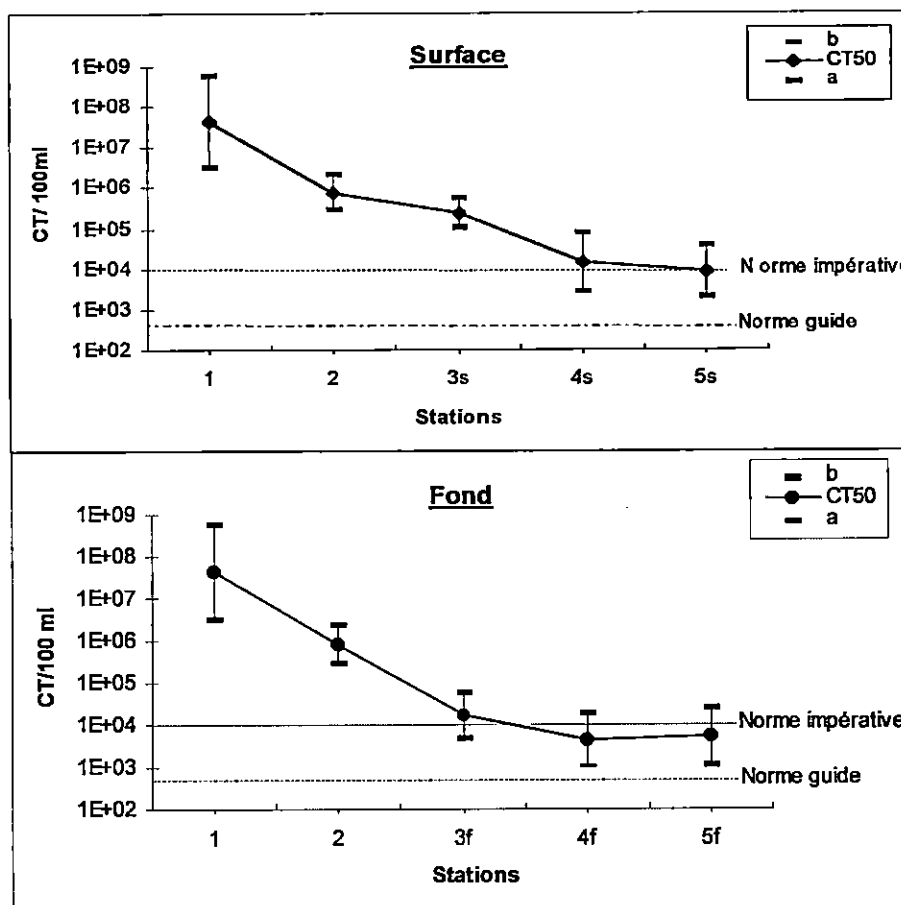 Surface
b
CT50
a
CT/ 100ml
1E+09
1E+08
1E+07
1E+06
1E+05
1E+04
1E+03
1E+02
Norme impérative
Norme guide
1 2 3s 4s 5s
Stations
Fond
b
CT50
a
CT/100 ml
1E+09
1E+08
1E+07
1E+06
1E+05
1E+04
1E+03
1E+02
Norme impérative
Norme guide
1 2 3f 4f 5f
Stations